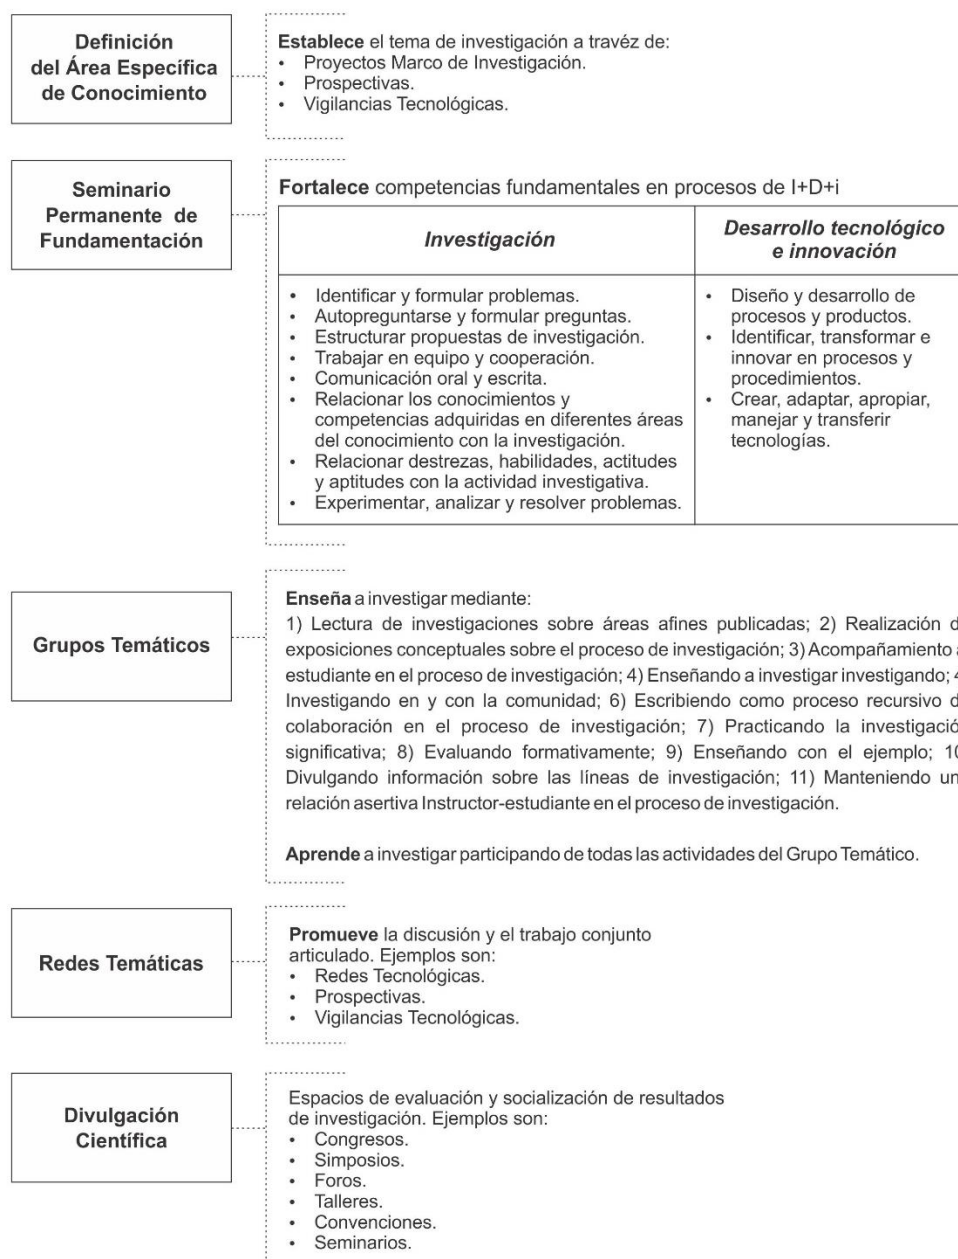 Definición
del Área Específica
de Conocimiento
Establece el tema de investigación a travéz de:
• Proyectos Marco de Investigación.
• Prospectivas.
• Vigilancias Tecnológicas.
Seminario
Permanente de
Fundamentación
Fortalece competencias fundamentales en procesos de I+D+i
Investigación
• Identificar y formular problemas.
• Autopreguntarse y formular preguntas.
• Estructurar propuestas de investigación.
• Trabajar en equipo y cooperación.
• Comunicación oral y escrita.
• Relacionar los conocimientos y
competencias adquiridas en diferentes áreas
del conocimiento con la investigación.
• Relacionar destrezas, habilidades, actitudes
y aptitudes con la actividad investigativa.
• Experimentar, analizar y resolver problemas.
Desarrollo tecnológico
e innovación
• Diseño y desarrollo de
procesos y productos.
• Identificar, transformar e
innovar en procesos y
procedimientos.
• Crear, adaptar, apropiar,
manejar y transferir
tecnologías.
Grupos Temáticos
Enseña a investigar mediante:
1) Lectura de investigaciones sobre áreas afines publicadas; 2) Realización
exposiciones conceptuales sobre el proceso de investigación; 3) Acompañamiento
estudiante en el proceso de investigación; 4) Enseñando a investigar investigando;
Investigando en y con la comunidad; 6) Escribiendo como proceso recursivo
colaboración en el proceso de investigación; 7) Practicando la
significativa; 8) Evaluando formativamente; 9) Enseñando con el ejemplo; 10
Divulgando información sobre las líneas de investigación; 11) Manteniendo un
relación asertiva Instructor-estudiante en el proceso de investigación.
Aprende a investigar participando de todas las actividades del Grupo Temático.
Redes Temáticas
Promueve la discusión y el trabajo conjunto
articulado. Ejemplos son:
• Redes Tecnológicas.
• Prospectivas.
• Vigilancias Tecnológicas.
Divulgación
Científica
Espacios de evaluación y socialización de resultados
de investigación. Ejemplos son:
• Congresos.
• Simposios.
• Foros.
• Talleres.
• Convenciones.
• Seminarios.